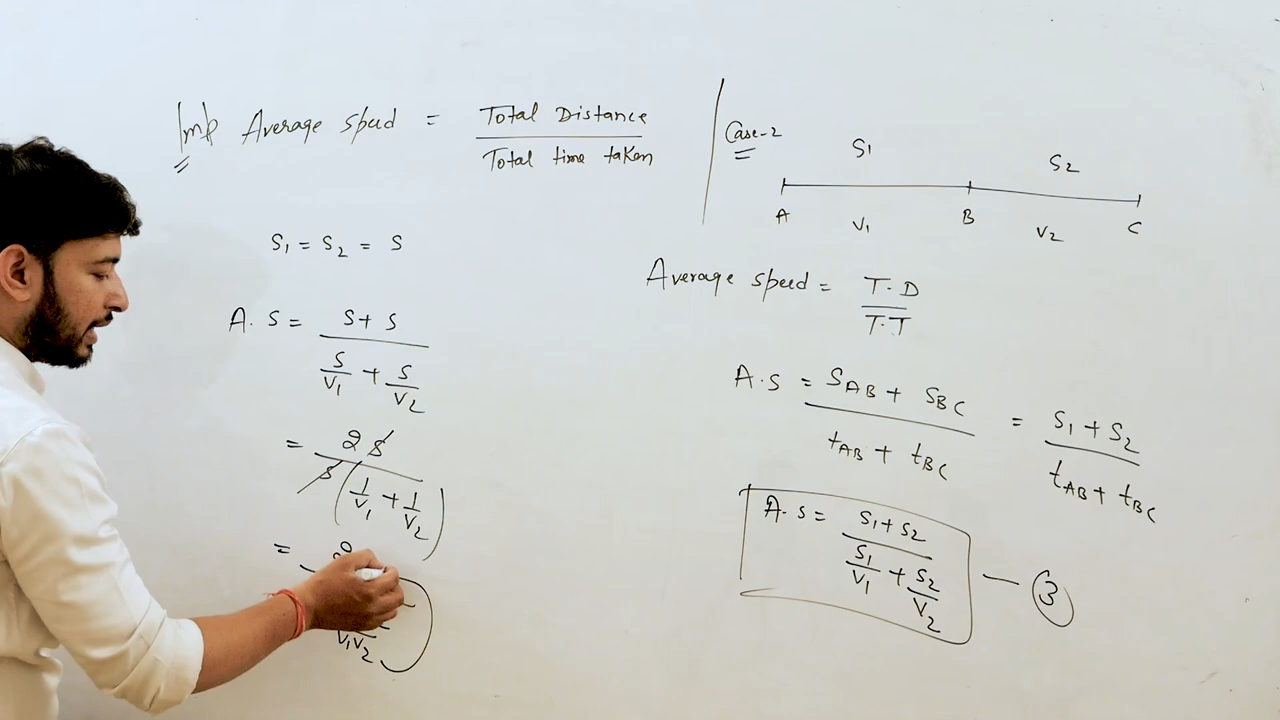 Imp Average speed = Total Distance / Total time taken
S1 = S2 = S
A. S = S + S / S/V1 + S/V2
= 2 S / S (1/V1 + 1/V2)
= 2
V1V2
Case-2
S1 S2
A V1 B V2 C
Average speed = T. D / T.T
A.S = SAB + SBC / tAB + tBC = S1 + S2 / tAB + tBC
A. S = S1 + S2 / S1/V1 + S2/V2 — 3